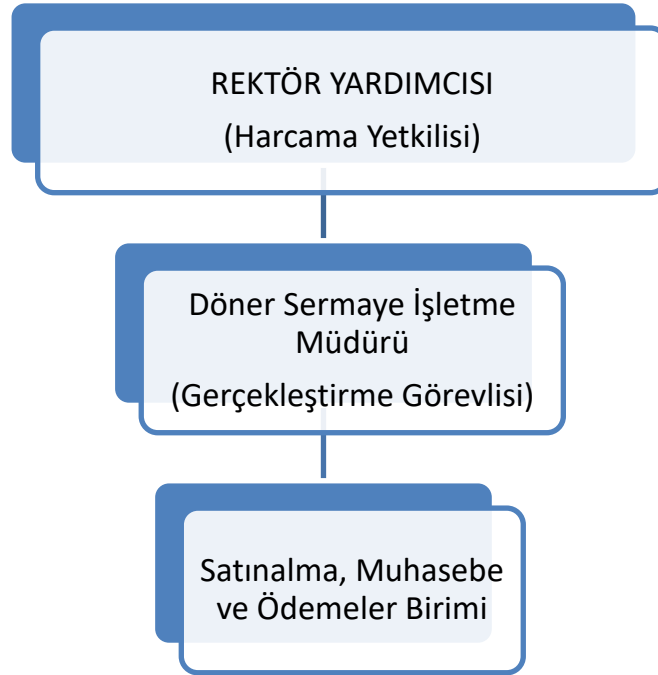 REKTÖR YARDIMCISI
(Harcama Yetkilisi)
Döner Sermaye İşletme
Müdürü
(Gerçekleştirme Görevlisi)
Satınalma, Muhasebe
ve Ödemeler Birimi